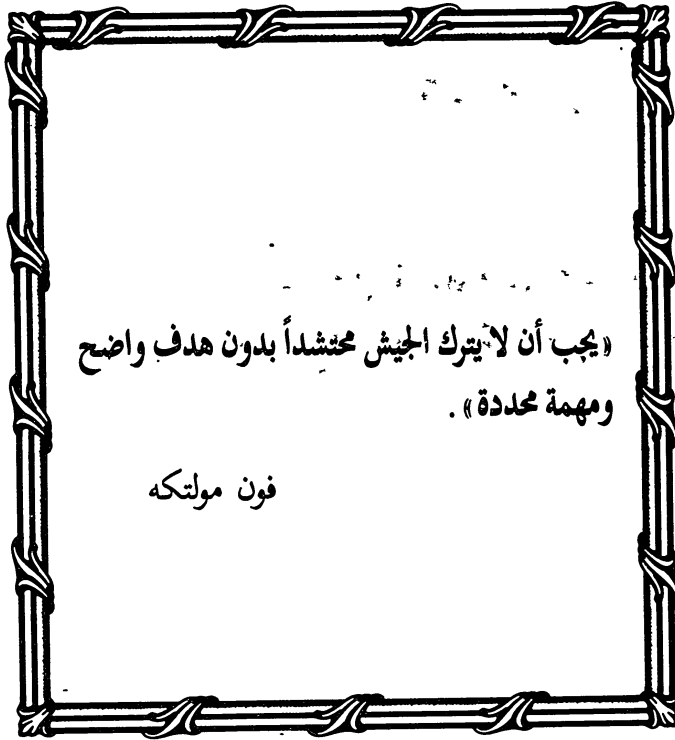 «يجب أن لا يترك الجيش محتشداً بدون هدف واضح
ومهمة محددة» .
فون مولتكه